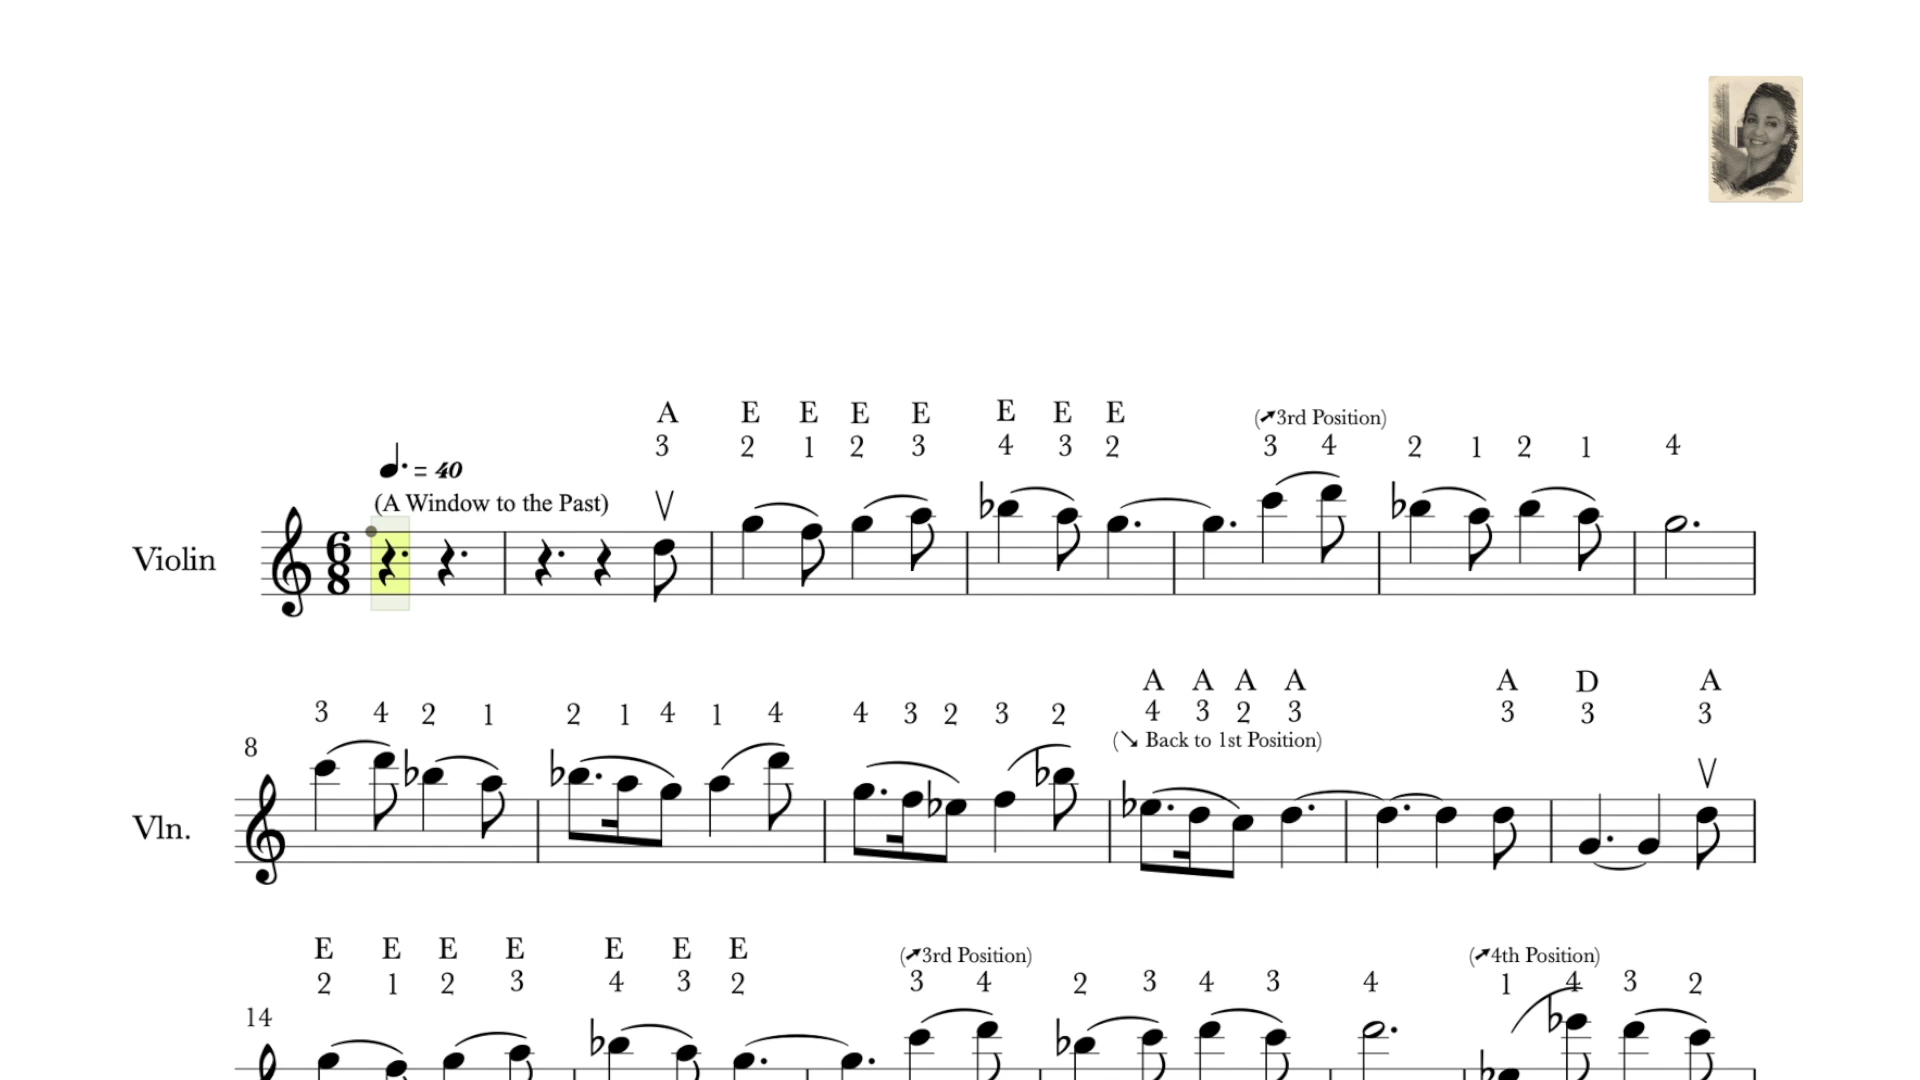 A E E E E E E E (↗3rd Position)
3 2 1 2 3 4 3 2 3 4 2 1 2 1 4
= 40
(A Window to the Past)
Violin
6
8
A A A A A D A
3 4 2 1 2 1 4 1 4 4 3 2 3 2 4 3 2 3 3 3 3
8
(↘ Back to 1st Position)
Vln.
E E E E E E E (↗3rd Position) (↗4th Position)
2 1 2 3 4 3 2 3 4 2 3 4 3 4 1 4 3 2
14